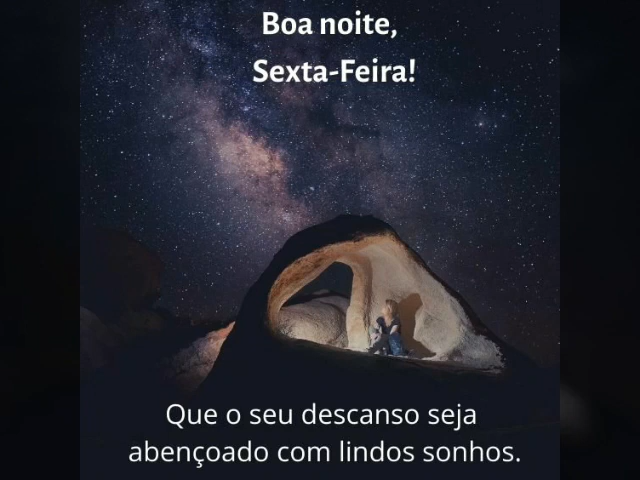 Boa noite,
Sexta-Feira!
Que o seu descanso seja
abençoado com lindos sonhos.